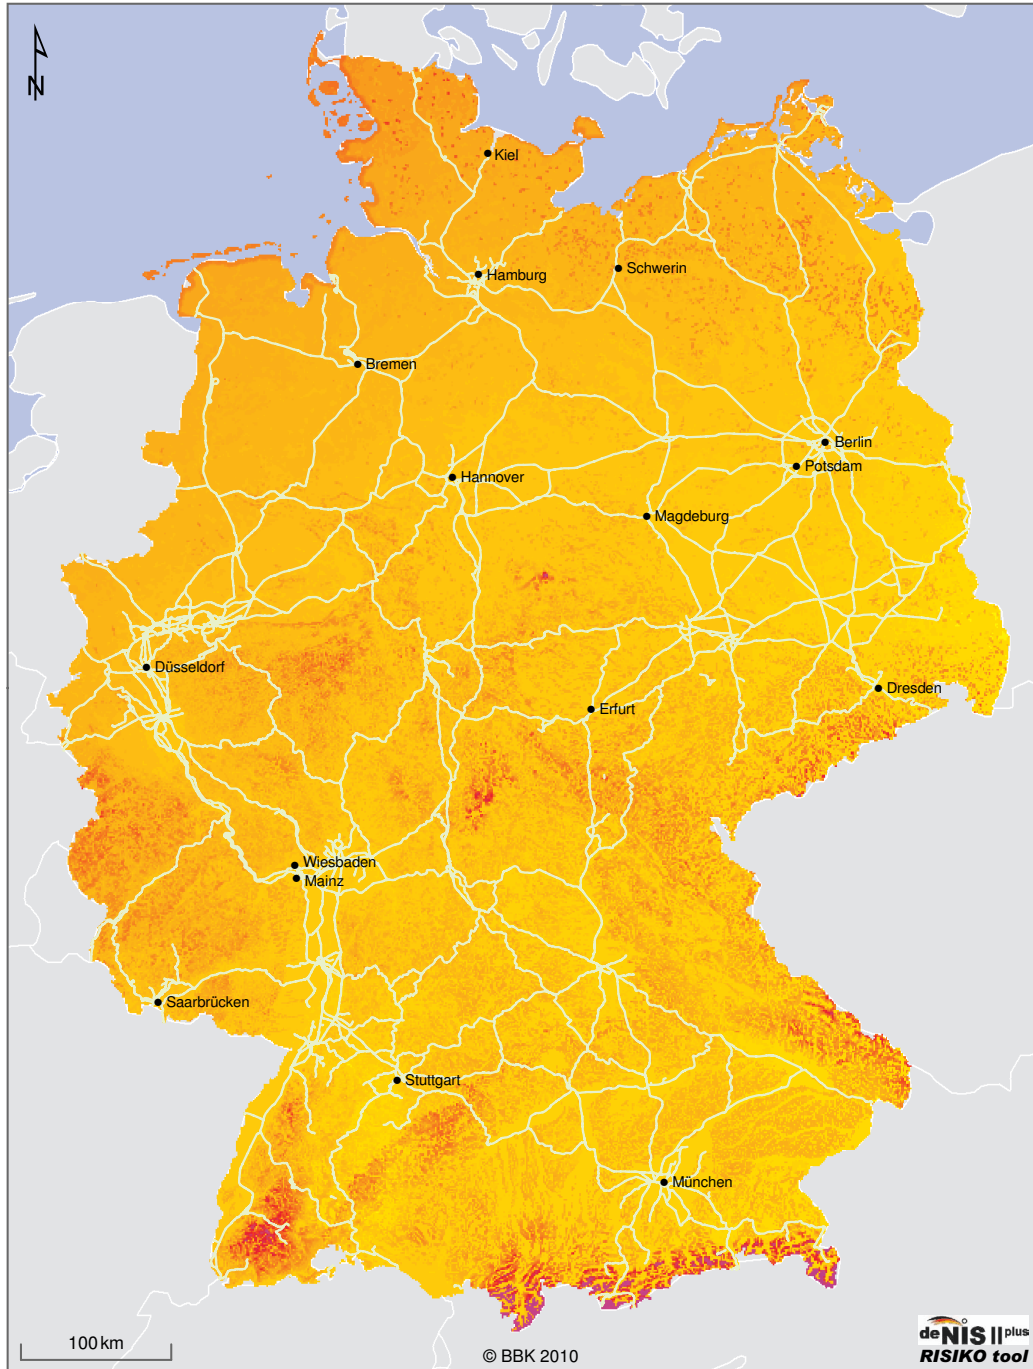 N
Kiel
Schwerin
Hamburg
Bremen
Berlin
Potsdam
Hannover
Magdeburg
Düsseldorf
Dresden
Erfurt
Wiesbaden
Mainz
Saarbrücken
Stuttgart
München
100 km
© BBK 2010
deNIS II plus
RISIKO tool